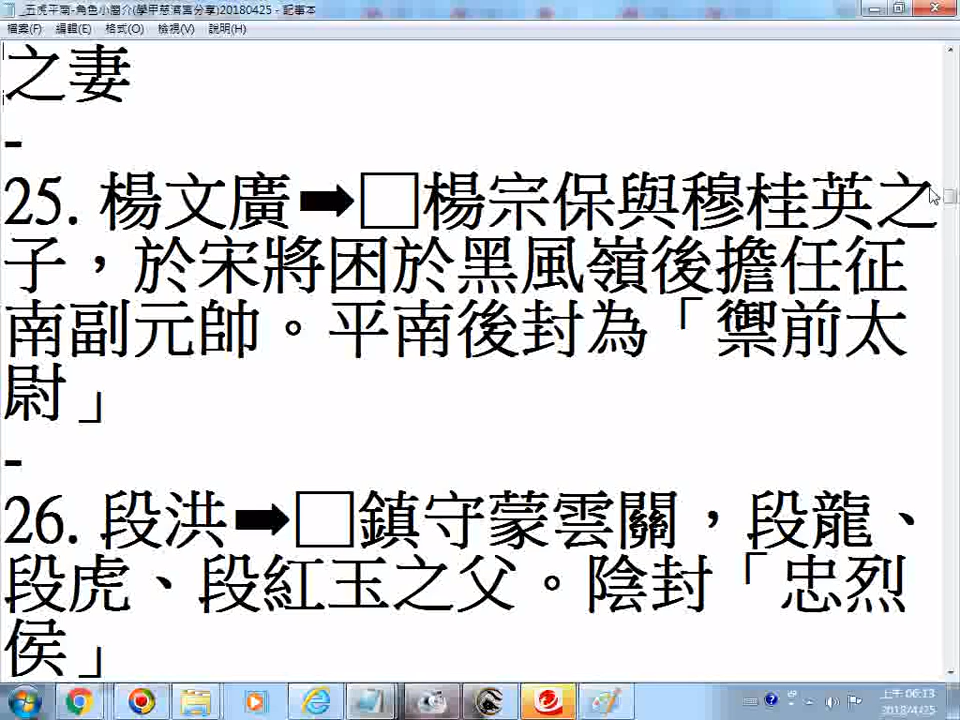 _五虎平南-角色小簡介(學甲慈濟宮分享)20180425 - 記事本
檔案(F) 編輯(E) 格式(O) 檢視(V) 說明(H)
之妻
-
25. 楊文廣➡□楊宗保與穆桂英之
子，於宋將困於黑風嶺後擔任征
南副元帥。平南後封為「禦前太
尉」
-
26. 段洪➡□鎮守蒙雲關，段龍、
段虎、段紅玉之父。陰封「忠烈
侯」
上午 06:13
2018/4/25